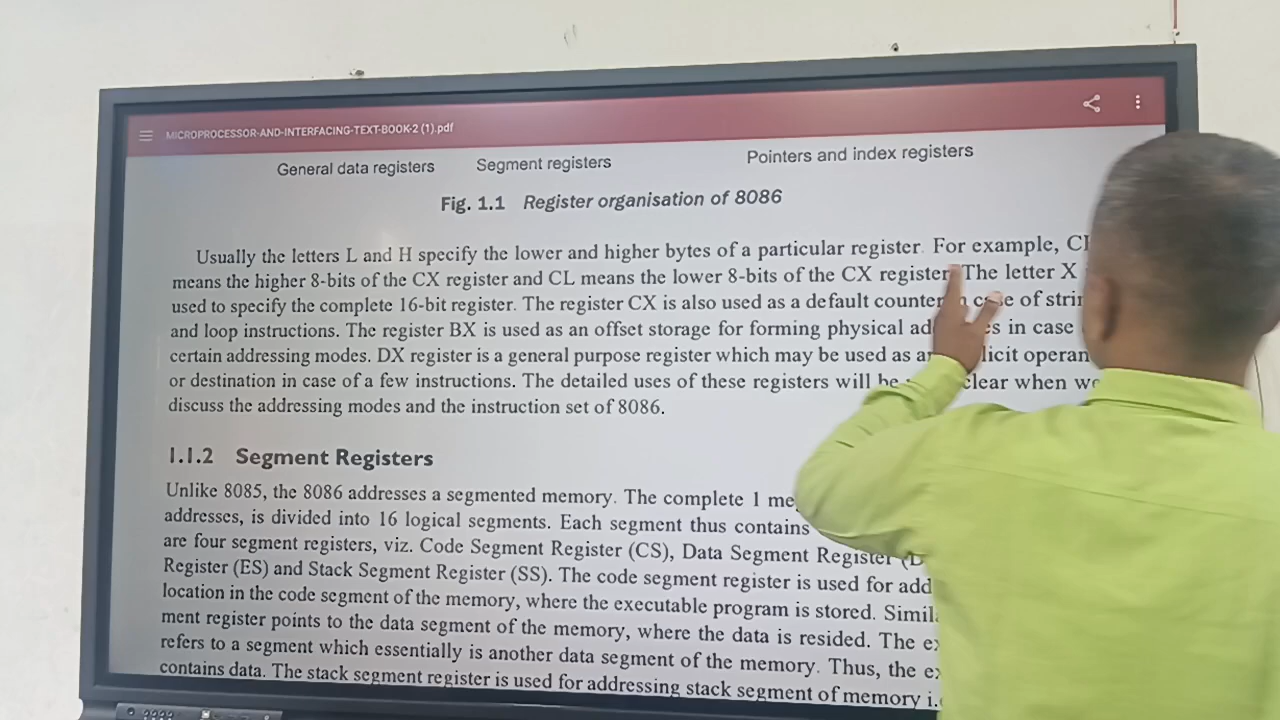 MICROPROCESSOR-AND-INTERFACING-TEXT-BOOK-2 (1).pdf
General data registers Segment registers Pointers and index registers
Fig. 1.1 Register organisation of 8086
Usually the letters L and H specify the lower and higher bytes of a particular register. For example,
means the higher 8-bits of the CX register and CL means the lower 8-bits of the CX register. The letter X
used to specify the complete 16-bit register. The register CX is also used as a default counter of
and loop instructions. The register BX is used as an offset storage for forming physical in case
certain addressing modes. DX register is a general purpose register which may be used as
or destination in case of a few instructions. The detailed uses of these registers will be clear when
discuss the addressing modes and the instruction set of 8086.
1.1.2 Segment Registers
Unlike 8085, the 8086 addresses a segmented memory. The complete 1
addresses, is divided into 16 logical segments. Each segment thus contains
are four segment registers, viz. Code Segment Register (CS), Data Segment Register
Register (ES) and Stack Segment Register (SS). The code segment register is used for
location in the code segment of the memory, where the executable program is stored.
ment register points to the data segment of the memory, where the data is resided. The
refers to a segment which essentially is another data segment of the memory. Thus, the
contains data. The stack segment register is used for addressing stack segment of memory